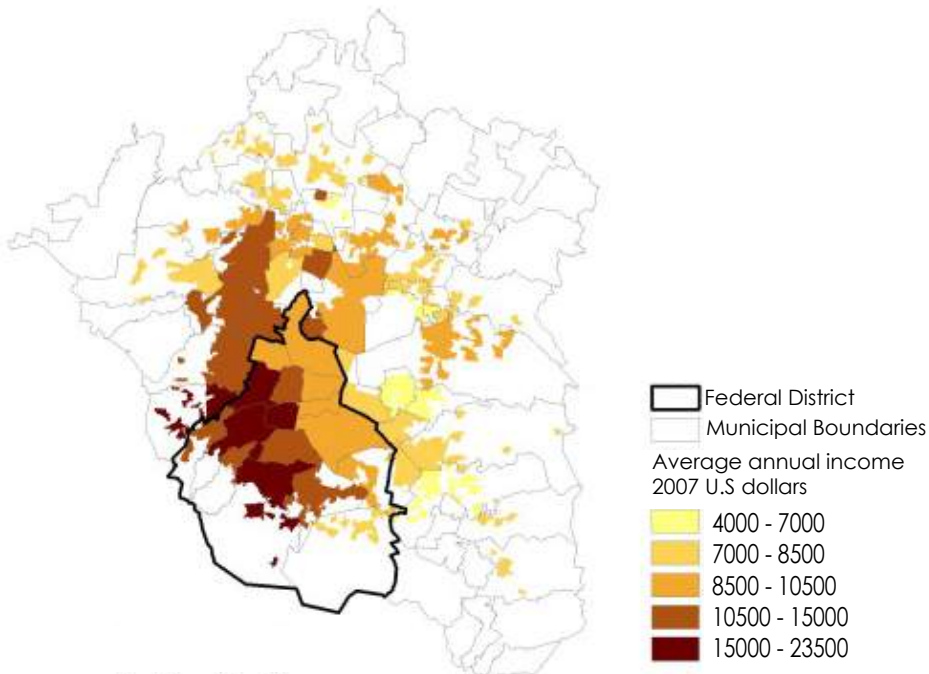 Federal District
Municipal Boundaries
Average annual income
2007 U.S dollars
4000 - 7000
7000 - 8500
8500 - 10500
10500 - 15000
15000 - 23500